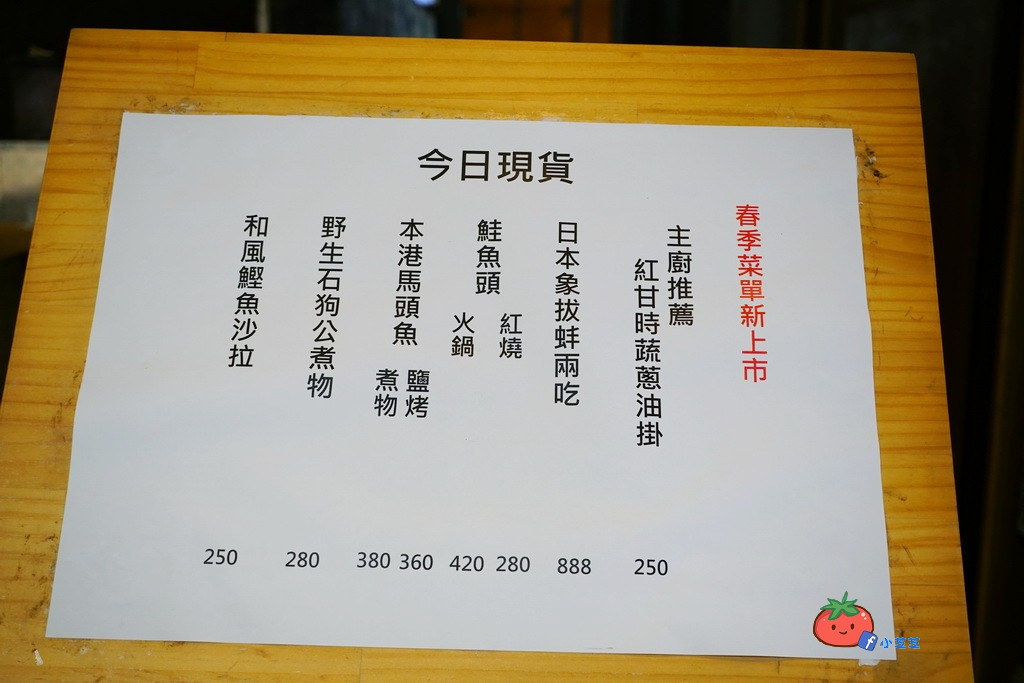 今日現貨
春季菜單新上市
主廚推薦
紅甘時蔬蔥油掛
日本象拔蚌兩吃
鮭魚頭
紅燒
火鍋
本港馬頭魚
鹽烤
煮物
野生石狗公煮物
和風鰹魚沙拉
250 280 380 360 420 280 888 250
f 小豆豆